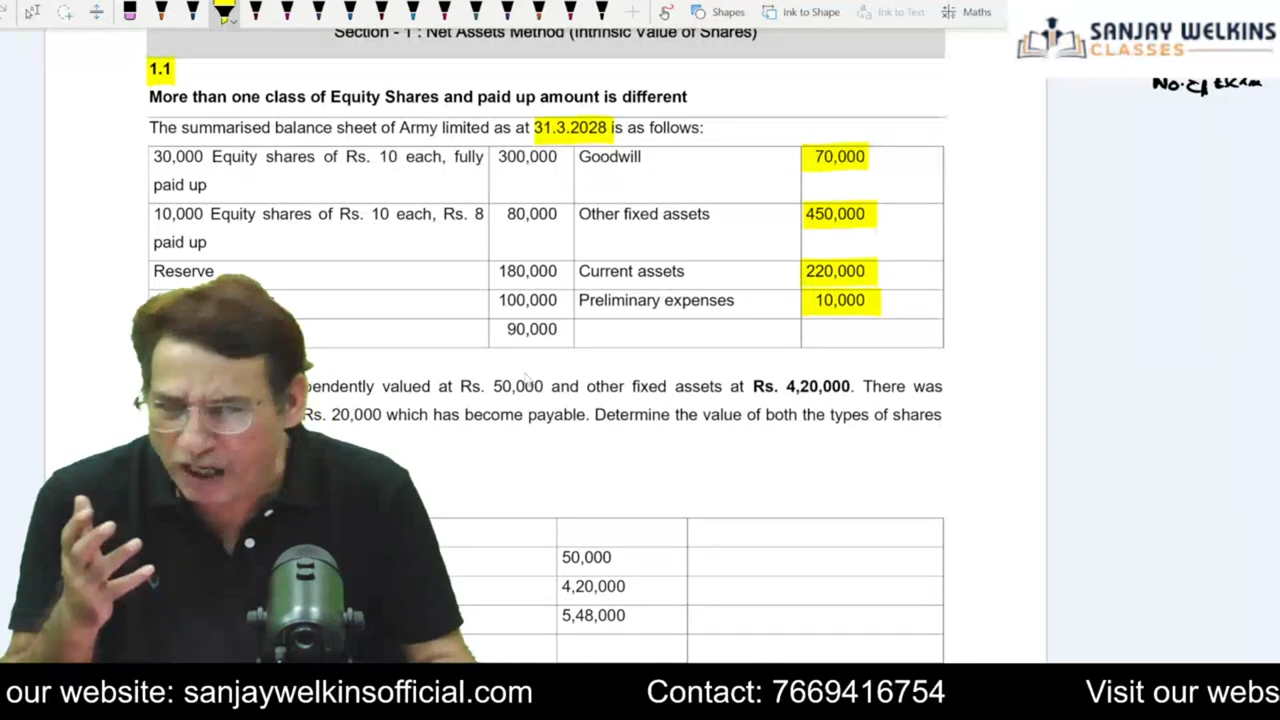 Shapes
Ink to Shape
Ink to Text
Maths
SANJAY WELKINS
CLASSES
Section - 1 : Net Assets Method (Intrinsic Value of Shares)
No. of
1.1
More than one class of Equity Shares and paid up amount is different
The summarised balance sheet of Army limited as at 31.3.2028 is as follows:
30,000 Equity shares of Rs. 10 each, fully paid up 300,000 Goodwill 70,000
10,000 Equity shares of Rs. 10 each, Rs. 8 paid up 80,000 Other fixed assets 450,000
Reserve 180,000 Current assets 220,000
100,000 Preliminary expenses 10,000
90,000
pendently valued at Rs. 50,000 and other fixed assets at Rs. 4,20,000. There was
Rs. 20,000 which has become payable. Determine the value of both the types of shares
50,000
4,20,000
5,48,000
our website: sanjaywelkinsofficial.com Contact: 7669416754 Visit our webs